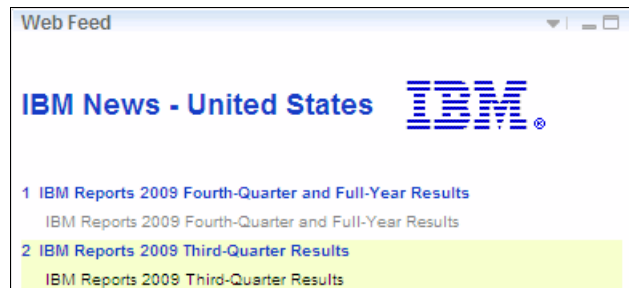 Web Feed
IBM News - United States IBM®
1 IBM Reports 2009 Fourth-Quarter and Full-Year Results
IBM Reports 2009 Fourth-Quarter and Full-Year Results
2 IBM Reports 2009 Third-Quarter Results
IBM Reports 2009 Third-Quarter Results